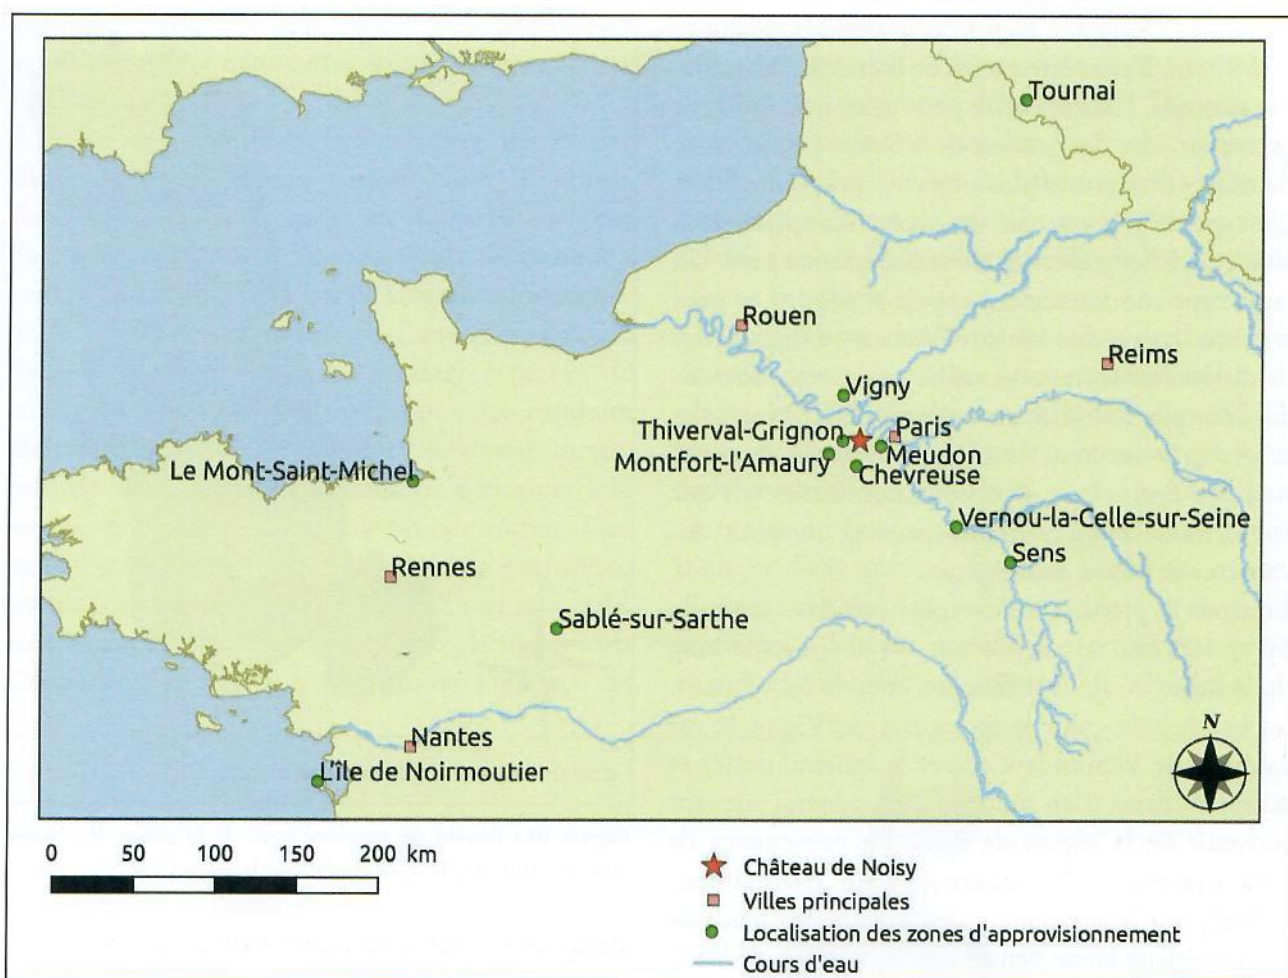 Tournai
Rouen
Reims
Vigny
Paris
Thiverval-Grignon
Meudon
Montfort-l'Amaury
Chevreuse
Le Mont-Saint-Michel
Vernou-la-Celle-sur-Seine
Sens
Rennes
Sablé-sur-Sarthe
N
Nantes
L'île de Noirmoutier
0 50 100 150 200 km
Château de Noisy
Villes principales
Localisation des zones d'approvisionnement
Cours d'eau